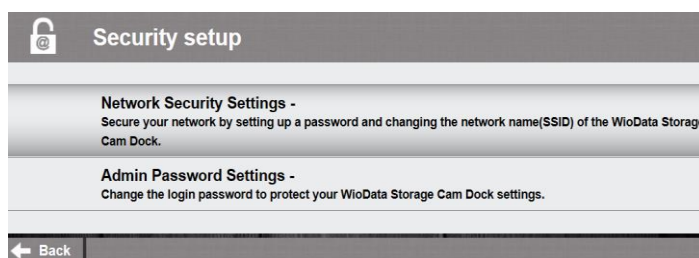 @
Security setup
Network Security Settings -
Secure your network by setting up a password and changing the network name(SSID) of the WioData Storage
Cam Dock.
Admin Password Settings -
Change the login password to protect your WioData Storage Cam Dock settings.
Back